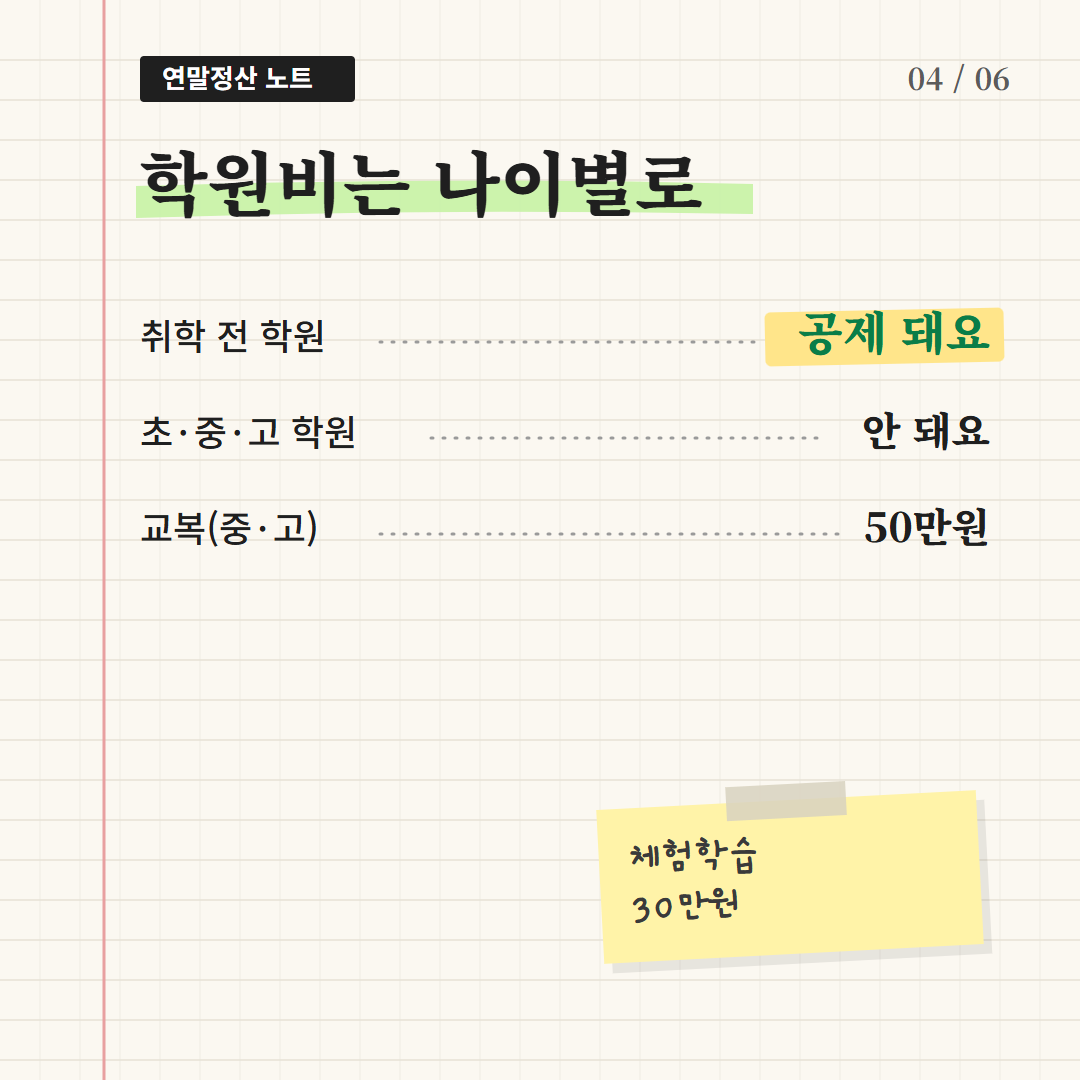 연말정산 노트
04 / 06
학원비는 나이별로
취학 전 학원 공제 돼요
초·중·고 학원 안 돼요
교복(중·고) 50만원
체험학습
30만원